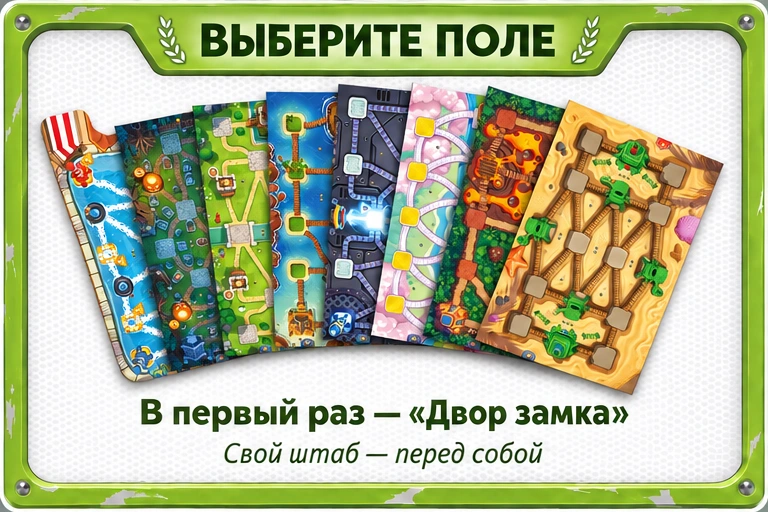 ВЫБЕРИТЕ ПОЛЕ
В первый раз — «Двор замка»
Свой штаб — перед собой